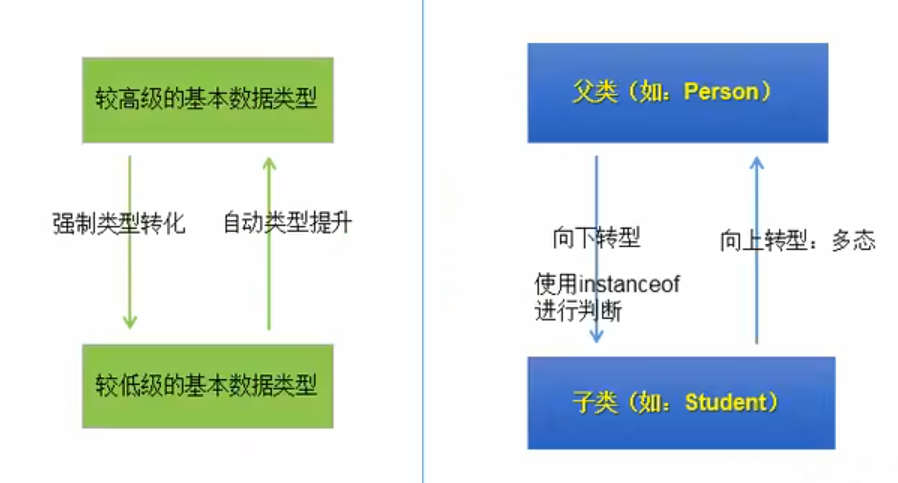 较高级的基本数据类型
强制类型转化
自动类型提升
较低级的基本数据类型
父类（如：Person）
向下转型
使用instanceof
进行判断
向上转型：多态
子类（如：Student）